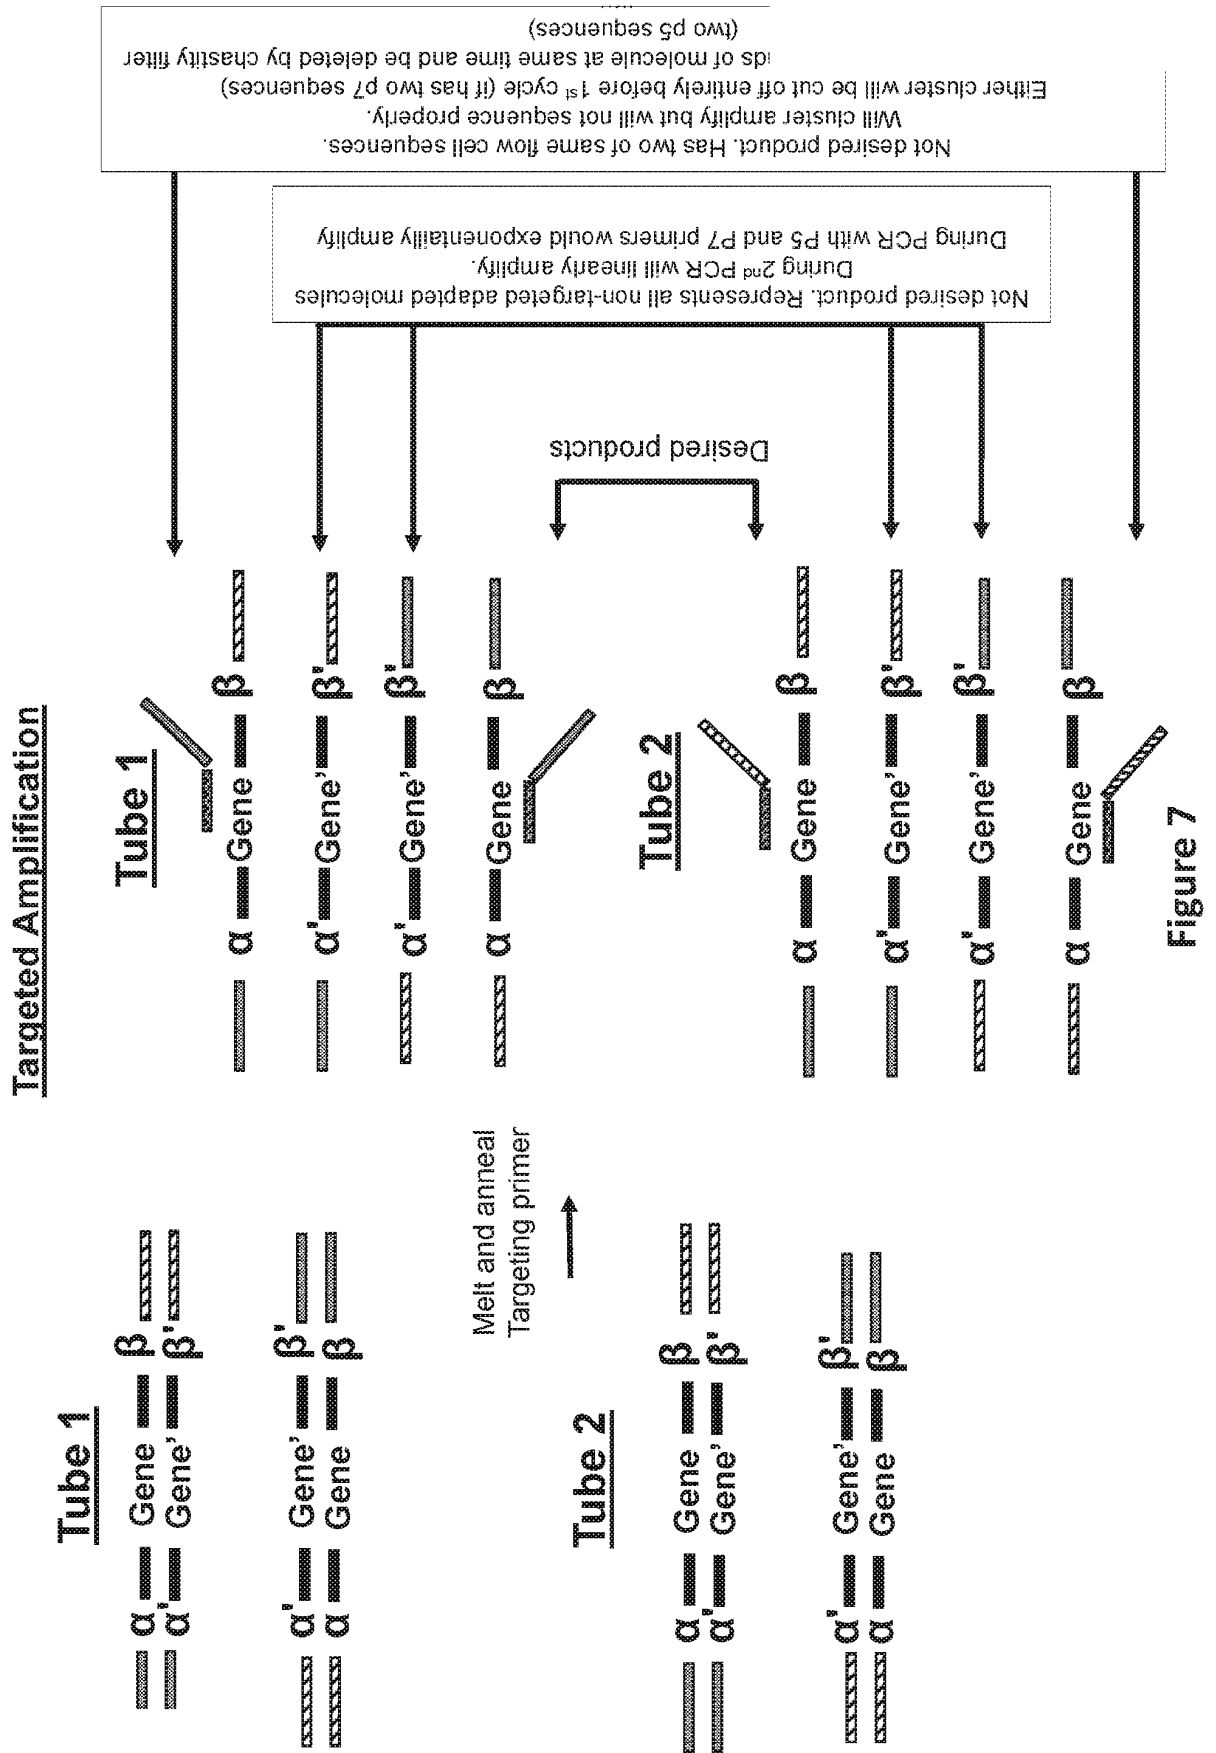 Targeted Amplification
Tube 1
α Gene β
α' Gene' β'
α' Gene' β'
α Gene β
Tube 2
α Gene β
α' Gene' β'
α' Gene' β'
α Gene β
Melt and anneal
Targeting primer
Tube 1
α Gene β
α' Gene' β'
α' Gene' β'
α Gene β
Tube 2
α Gene β
α' Gene' β'
α' Gene' β'
α Gene β
Not desired product. Has two of same flow cell sequences.
Will cluster amplify but will not sequence properly.
Either cluster will be cut off entirely before 1st cycle (if has two p7 sequences)
of molecule at same time and be deleted by chastity filter
(two p5 sequences)
Not desired product. Represents all non-targeted adapted molecules
During 2nd PCR will linearly amplify.
During PCR with P5 and P7 primers would exponentailly amplify
Desired products
Figure 7